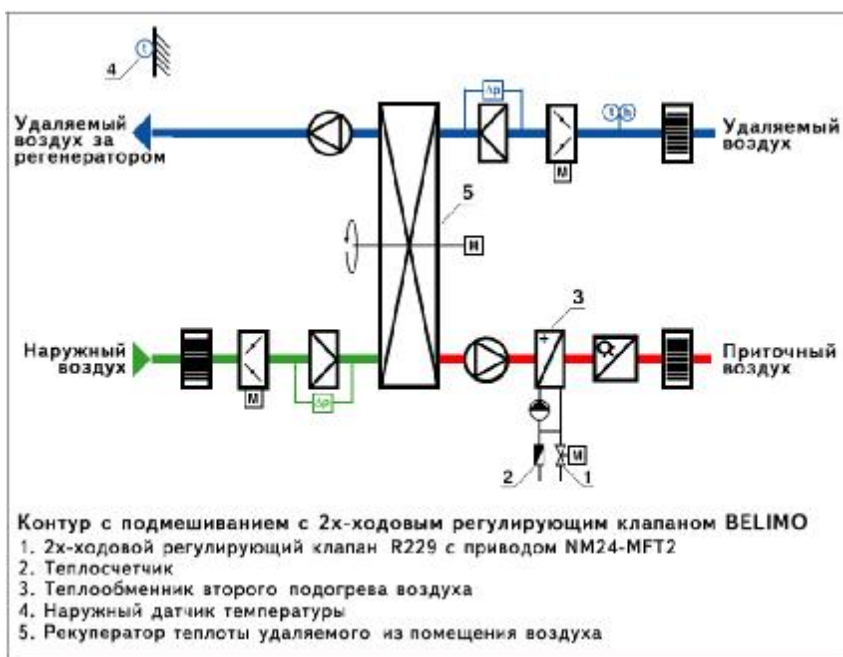 4
t
Удаляемый
воздух за
регенератором
Δp
t h
M
Удаляемый
воздух
5
M
3
Наружный
воздух
M
Δp
+
Приточный
воздух
2
M
1
Контур с подмешиванием с 2х-ходовым регулирующим клапаном BELIMO
1. 2х-ходовой регулирующий клапан R229 с приводом NM24-MFT2
2. Теплосчетчик
3. Теплообменник второго подогрева воздуха
4. Наружный датчик температуры
5. Рекуператор теплоты удаляемого из помещения воздуха